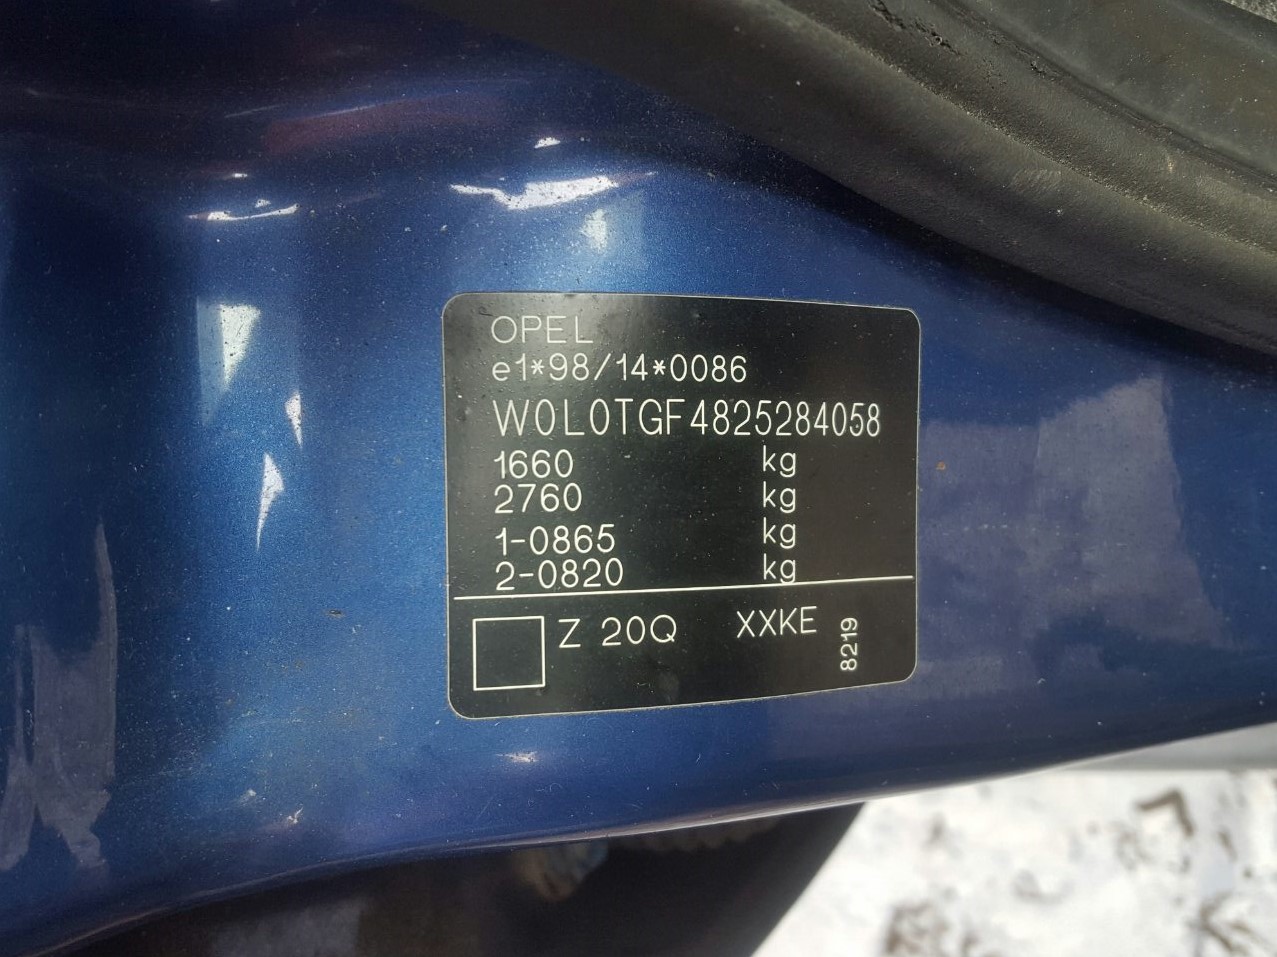 OPEL
e1*98/14*0086
W0L0TGF4825284058
1660 kg
2760 kg
1-0865 kg
2-0820 kg
Z 20Q XXKE
8219